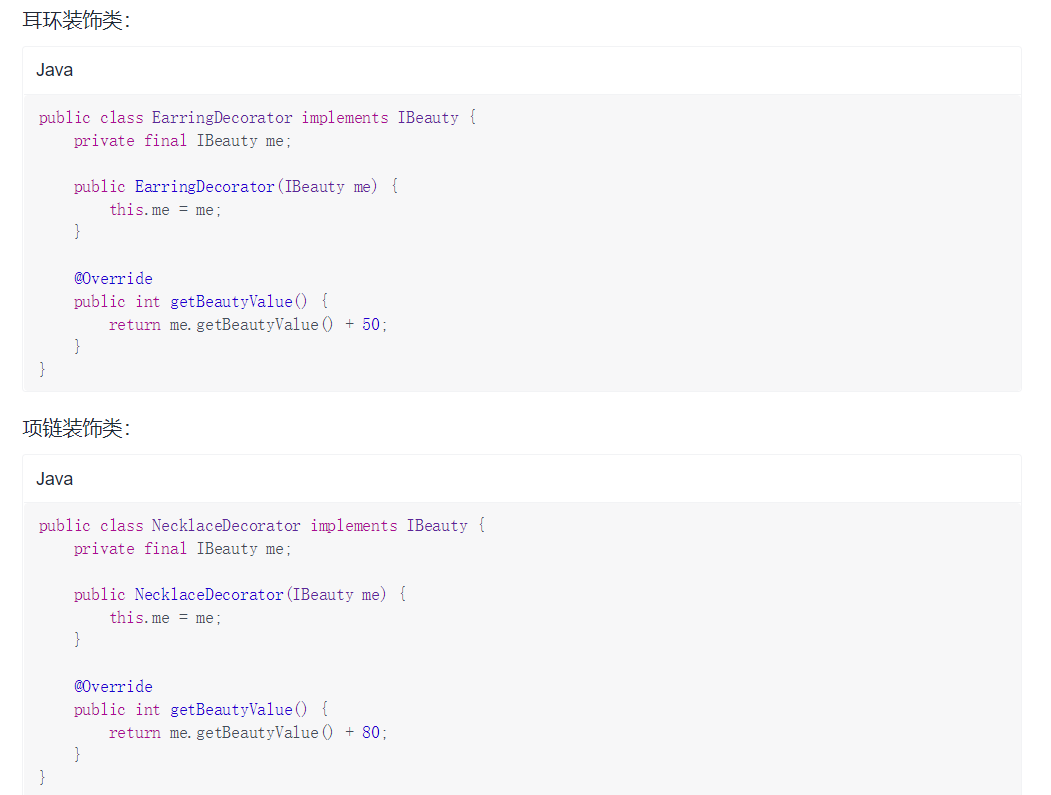 耳环装饰类：
Java
public class EarringDecorator implements IBeauty {
    private final IBeauty me;
    public EarringDecorator(IBeauty me) {
        this.me = me;
    }
    @Override
    public int getBeautyValue() {
        return me.getBeautyValue() + 50;
    }
}
项链装饰类：
Java
public class NecklaceDecorator implements IBeauty {
    private final IBeauty me;
    public NecklaceDecorator(IBeauty me) {
        this.me = me;
    }
    @Override
    public int getBeautyValue() {
        return me.getBeautyValue() + 80;
    }
}